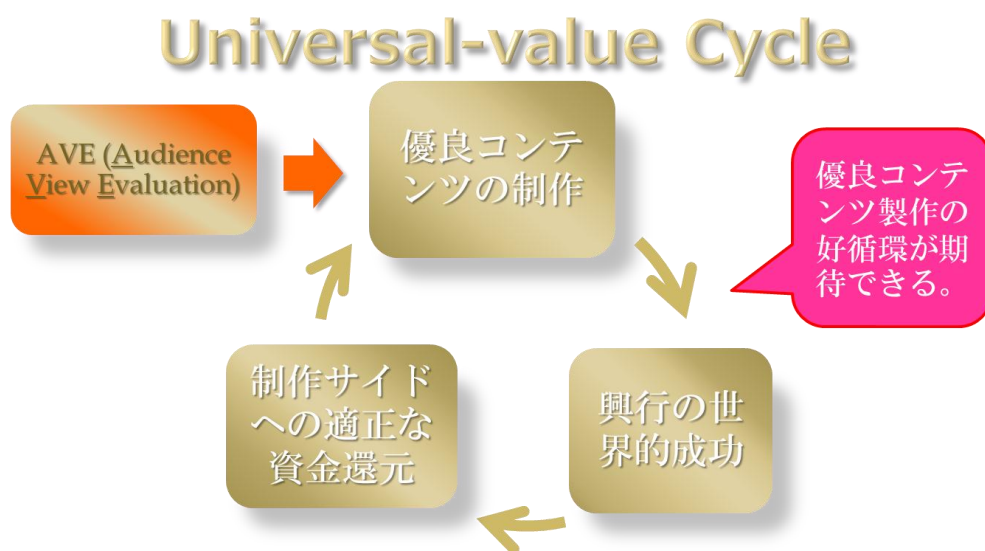 Universal-value Cycle
AVE (Audience
View Evaluation)
優良コンテ
ンツの制作
優良コンテ
ンツ製作の
好循環が期
待できる。
制作サイド
への適正な
資金還元
興行の世
界的成功